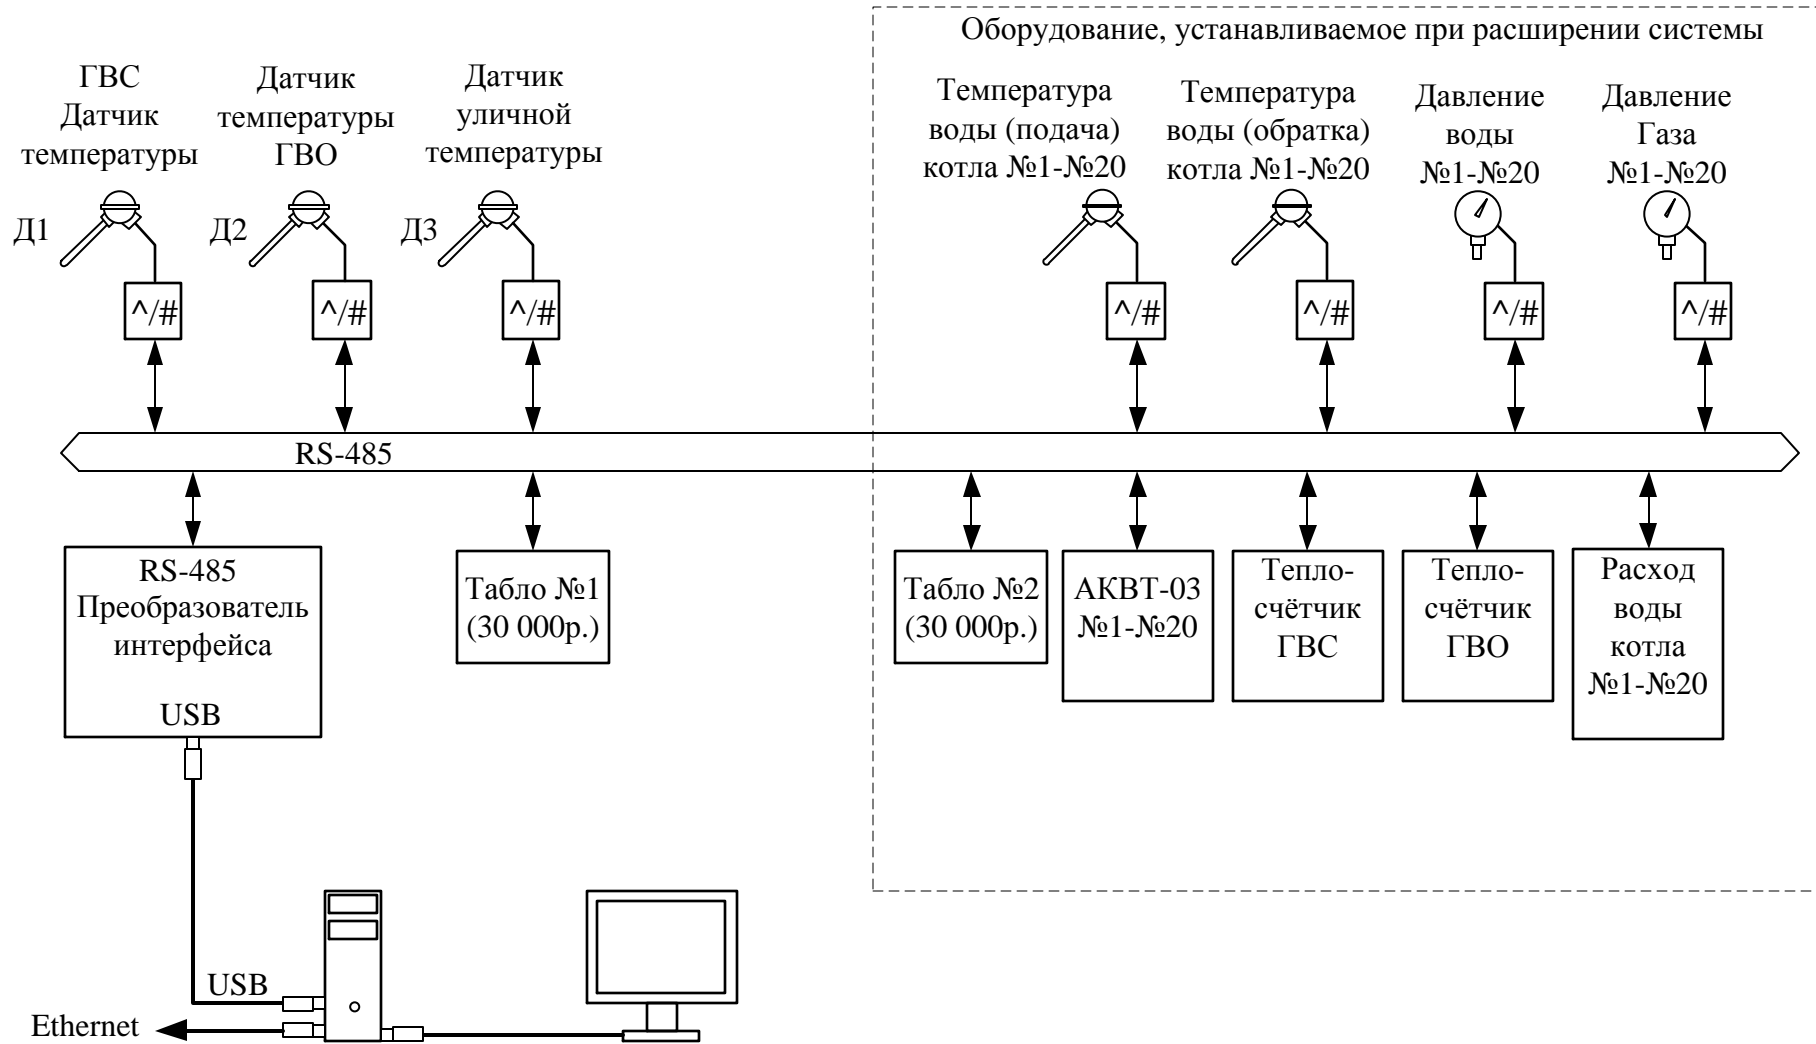 Оборудование, устанавливаемое при расширении системы
ГВС
Датчик
температуры
Датчик
температуры
ГВО
Датчик
уличной
температуры
Температура
воды (подача)
котла №1-№20
Температура
воды (обратка)
котла №1-№20
Давление
воды
№1-№20
Давление
Газа
№1-№20
Д1
Д2
Д3
^/#
^/#
^/#
^/#
^/#
^/#
^/#
RS-485
RS-485
Преобразователь
интерфейса
USB
Табло №1
(30 000р.)
Табло №2
(30 000р.)
АКВТ-03
№1-№20
Тепло-
счётчик
ГВС
Тепло-
счётчик
ГВО
Расход
воды
котла
№1-№20
USB
Ethernet